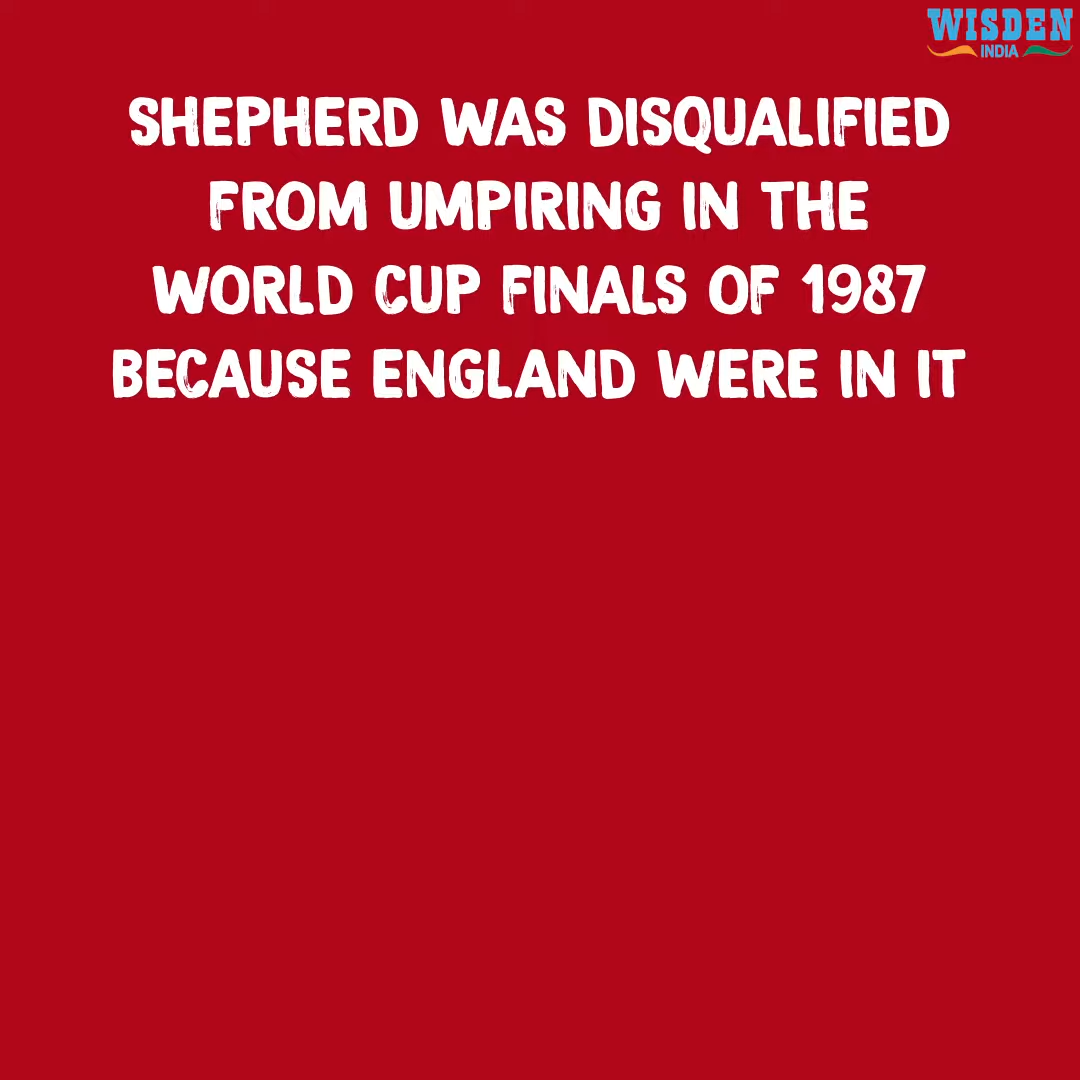 WISDEN
INDIA
SHEPHERD WAS DISQUALIFIED
FROM UMPIRING IN THE
WORLD CUP FINALS OF 1987
BECAUSE ENGLAND WERE IN IT